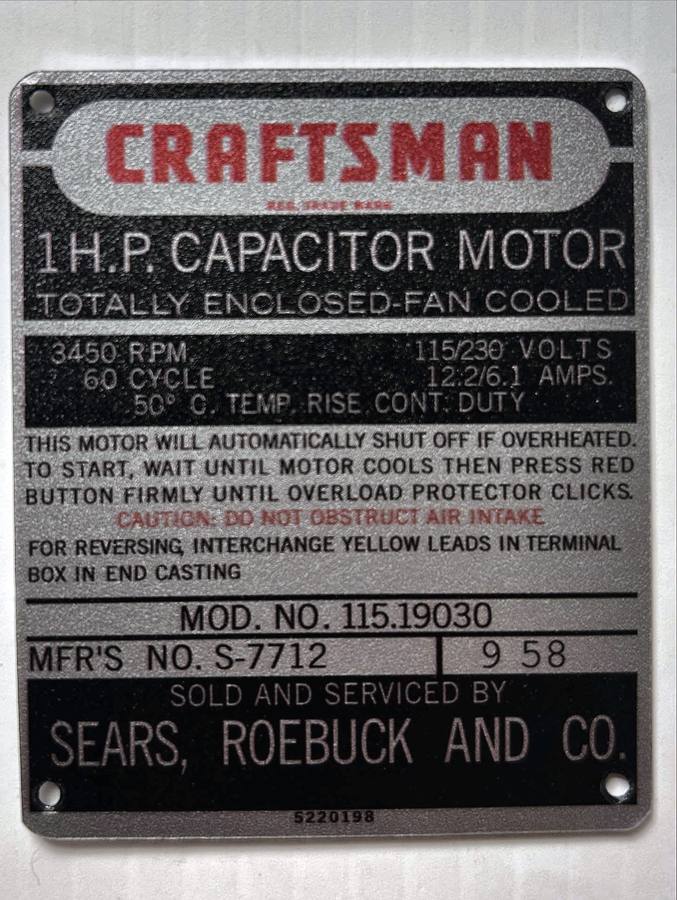 CRAFTSMAN
REG. TRADE MARK
1 H.P. CAPACITOR MOTOR
TOTALLY ENCLOSED-FAN COOLED
3450 R.P.M. 115/230 VOLTS
60 CYCLE 12.2/6.1 AMPS.
50° C. TEMP. RISE CONT. DUTY
THIS MOTOR WILL AUTOMATICALLY SHUT OFF IF OVERHEATED.
TO START, WAIT UNTIL MOTOR COOLS THEN PRESS RED
BUTTON FIRMLY UNTIL OVERLOAD PROTECTOR CLICKS.
CAUTION: DO NOT OBSTRUCT AIR INTAKE
FOR REVERSING, INTERCHANGE YELLOW LEADS IN TERMINAL
BOX IN END CASTING
MOD. NO. 115.19030
MFR'S NO. S-7712 9 58
SOLD AND SERVICED BY
SEARS, ROEBUCK AND CO.
5220198